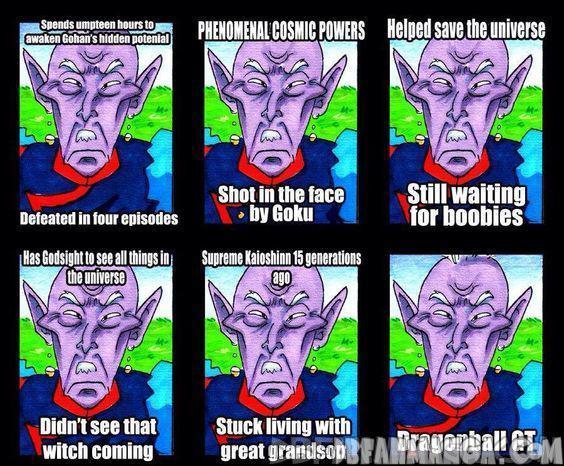 Spends umpteen hours to
awaken Gohan's hidden potenial
Defeated in four episodes
PHENOMENAL COSMIC POWERS
Shot in the face
by Goku
Helped save the universe
Still waiting
for boobies
Has Godsight to see all things in
the universe
Didn't see that
witch coming
Supreme Kaioshinn 15 generations
ago
Stuck living with
great grandson
Dragonball GT